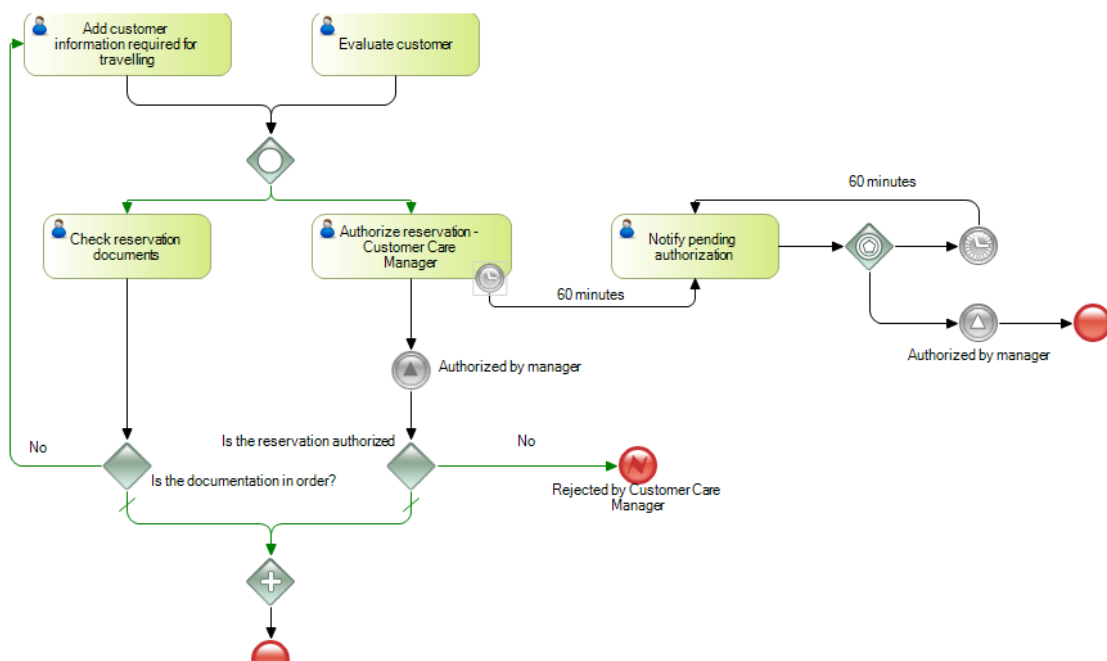 Add customer
information required for
travelling
Evaluate customer
60 minutes
Check reservation
documents
Authorize reservation -
Customer Care
Manager
Notify pending
authorization
60 minutes
Authorized by manager
Authorized by manager
Is the reservation authorized
No
No
Is the documentation in order?
Rejected by Customer Care
Manager